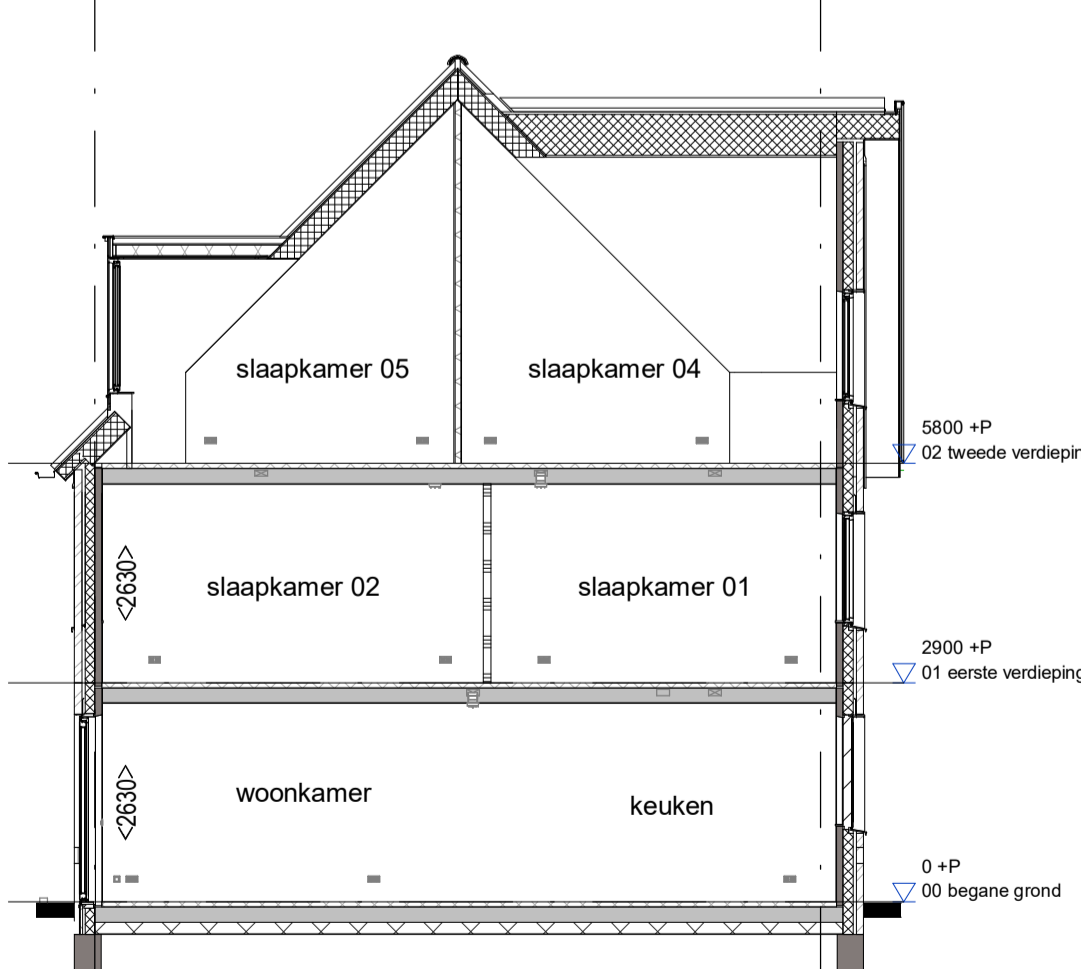 slaapkamer 05
slaapkamer 04
5800 +P
02 tweede verdiepin
<2630>
slaapkamer 02
slaapkamer 01
2900 +P
01 eerste verdieping
<2630>
woonkamer
keuken
0 +P
00 begane grond